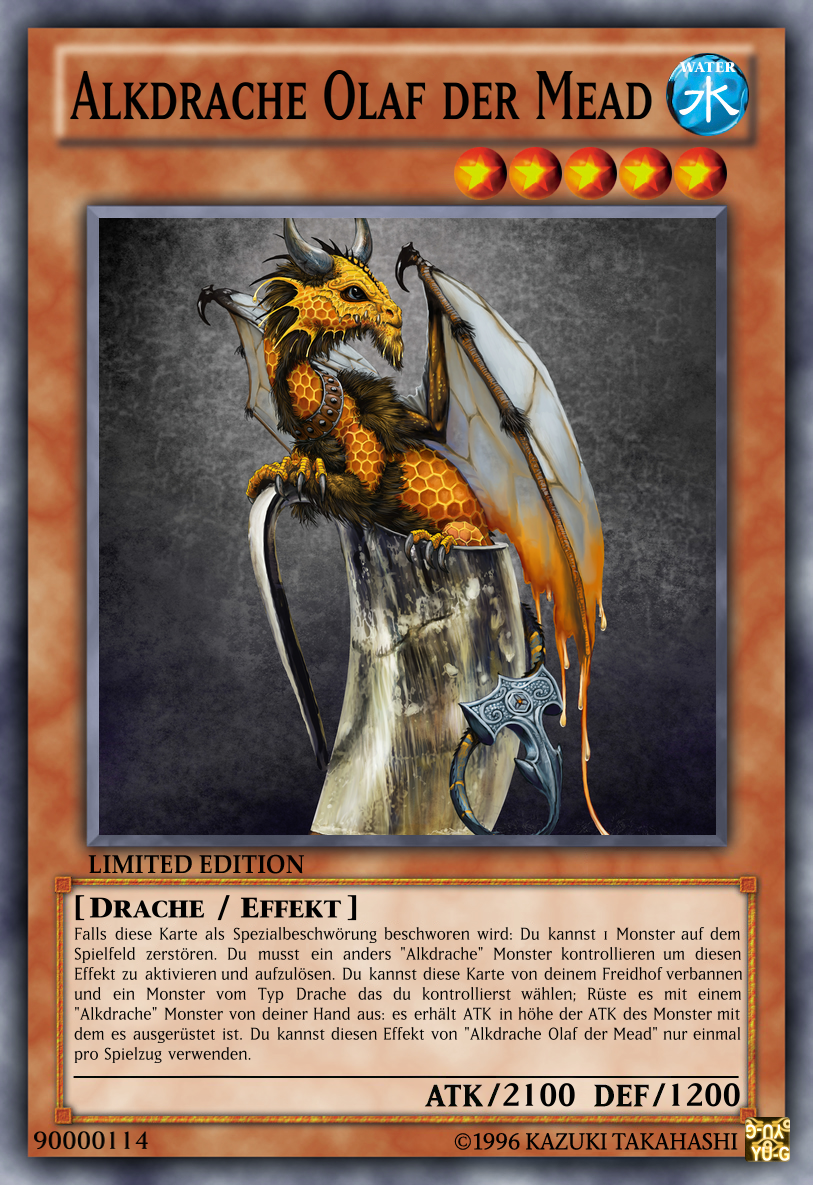 Alkdrache Olaf der Mead
WATER
水
LIMITED EDITION
[ Drache / Effekt ]
Falls diese Karte als Spezialbeschwörung beschworen wird: Du kannst 1 Monster auf dem
Spielfeld zerstören. Du musst ein anders "Alkdrache" Monster kontrollieren um diesen
Effekt zu aktivieren und aufzulösen. Du kannst diese Karte von deinem Freidhof verbannen
und ein Monster vom Typ Drache das du kontrollierst wählen; Rüste es mit einem
"Alkdrache" Monster von deiner Hand aus: es erhält ATK in höhe der ATK des Monster mit
dem es ausgerüstet ist. Du kannst diesen Effekt von "Alkdrache Olaf der Mead" nur einmal
pro Spielzug verwenden.
ATK/2100 DEF/1200
90000114
©1996 KAZUKI TAKAHASHI